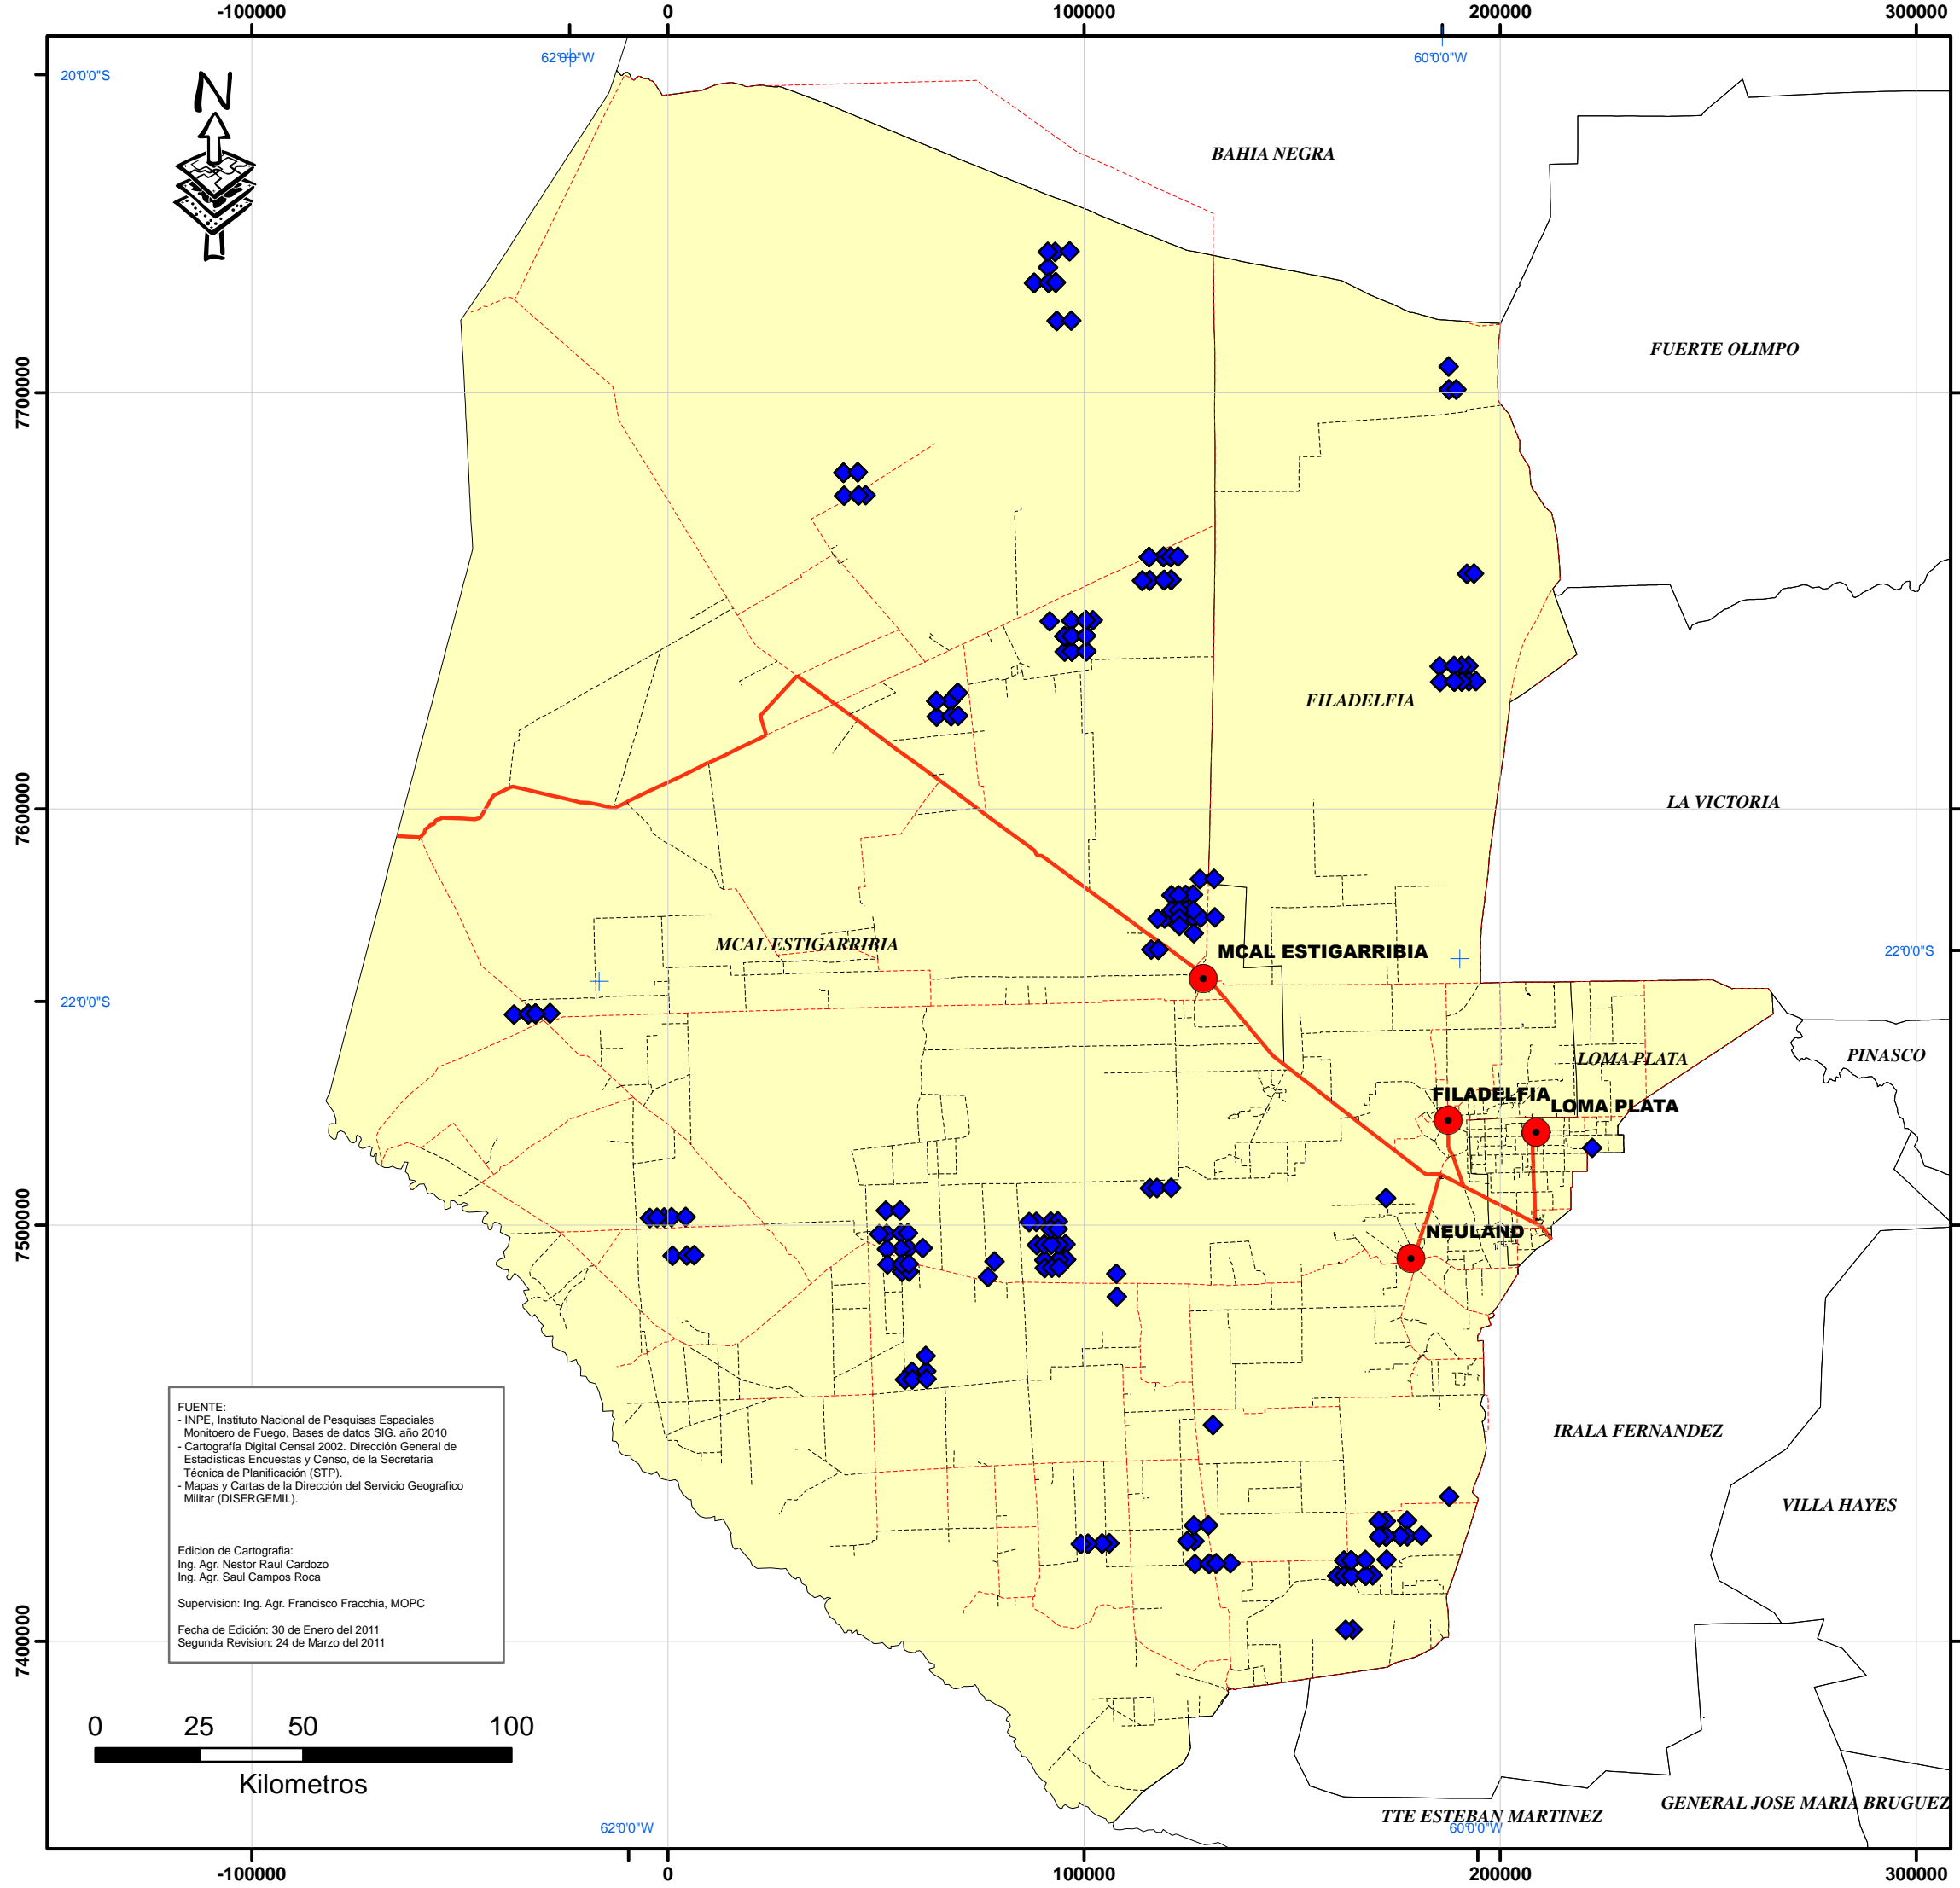 -100000 0 100000 200000 300000
62°0'0"W 60°0'0"W
20°0'0"S
N
BAHIA NEGRA
FUERTE OLIMPO
7700000
FILADELFIA
LA VICTORIA
7600000
MCAL ESTIGARRIBIA
MCAL ESTIGARRIBIA
22°0'0"S
22°0'0"S
LOMA PLATA
PINASCO
FILADELFIA
LOMA PLATA
7500000
NEULAND
IRALA FERNANDEZ
VILLA HAYES
FUENTE:
- INPE, Instituto Nacional de Pesquisas Espaciales
Monitoero de Fuego, Bases de datos SIG. año 2010
- Cartografía Digital Censal 2002. Dirección General de
Estadísticas Encuestas y Censo, de la Secretaría
Técnica de Planificación (STP).
- Mapas y Cartas de la Dirección del Servicio Geografico
Militar (DISERGEMIL).
Edicion de Cartografia:
Ing. Agr. Nestor Raul Cardozo
Ing. Agr. Saul Campos Roca
Supervision: Ing. Agr. Francisco Fracchia, MOPC
Fecha de Edición: 30 de Enero del 2011
Segunda Revision: 24 de Marzo del 2011
7400000
0 25 50 100
Kilometros
TTE ESTEBAN MARTINEZ
GENERAL JOSE MARIA BRUGUEZ
62°0'0"W 60°0'0"W
-100000 0 100000 200000 300000